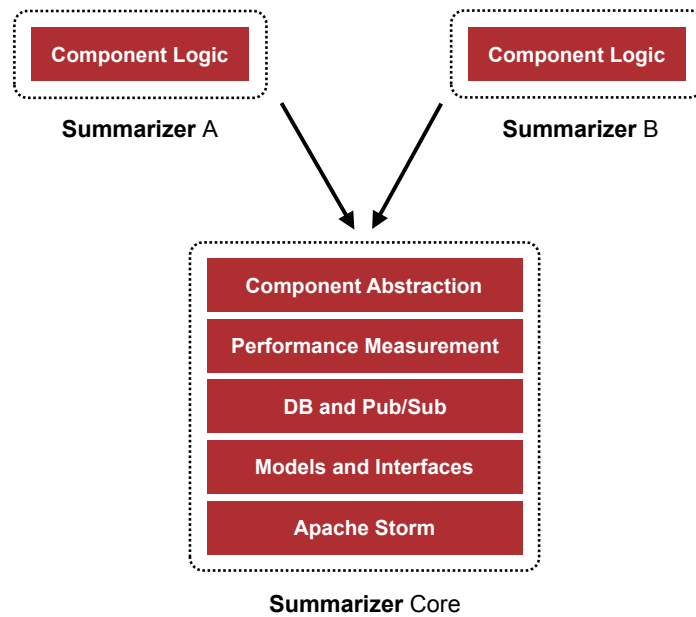 Component Logic
Component Logic
Summarizer A
Summarizer B
Component Abstraction
Performance Measurement
DB and Pub/Sub
Models and Interfaces
Apache Storm
Summarizer Core